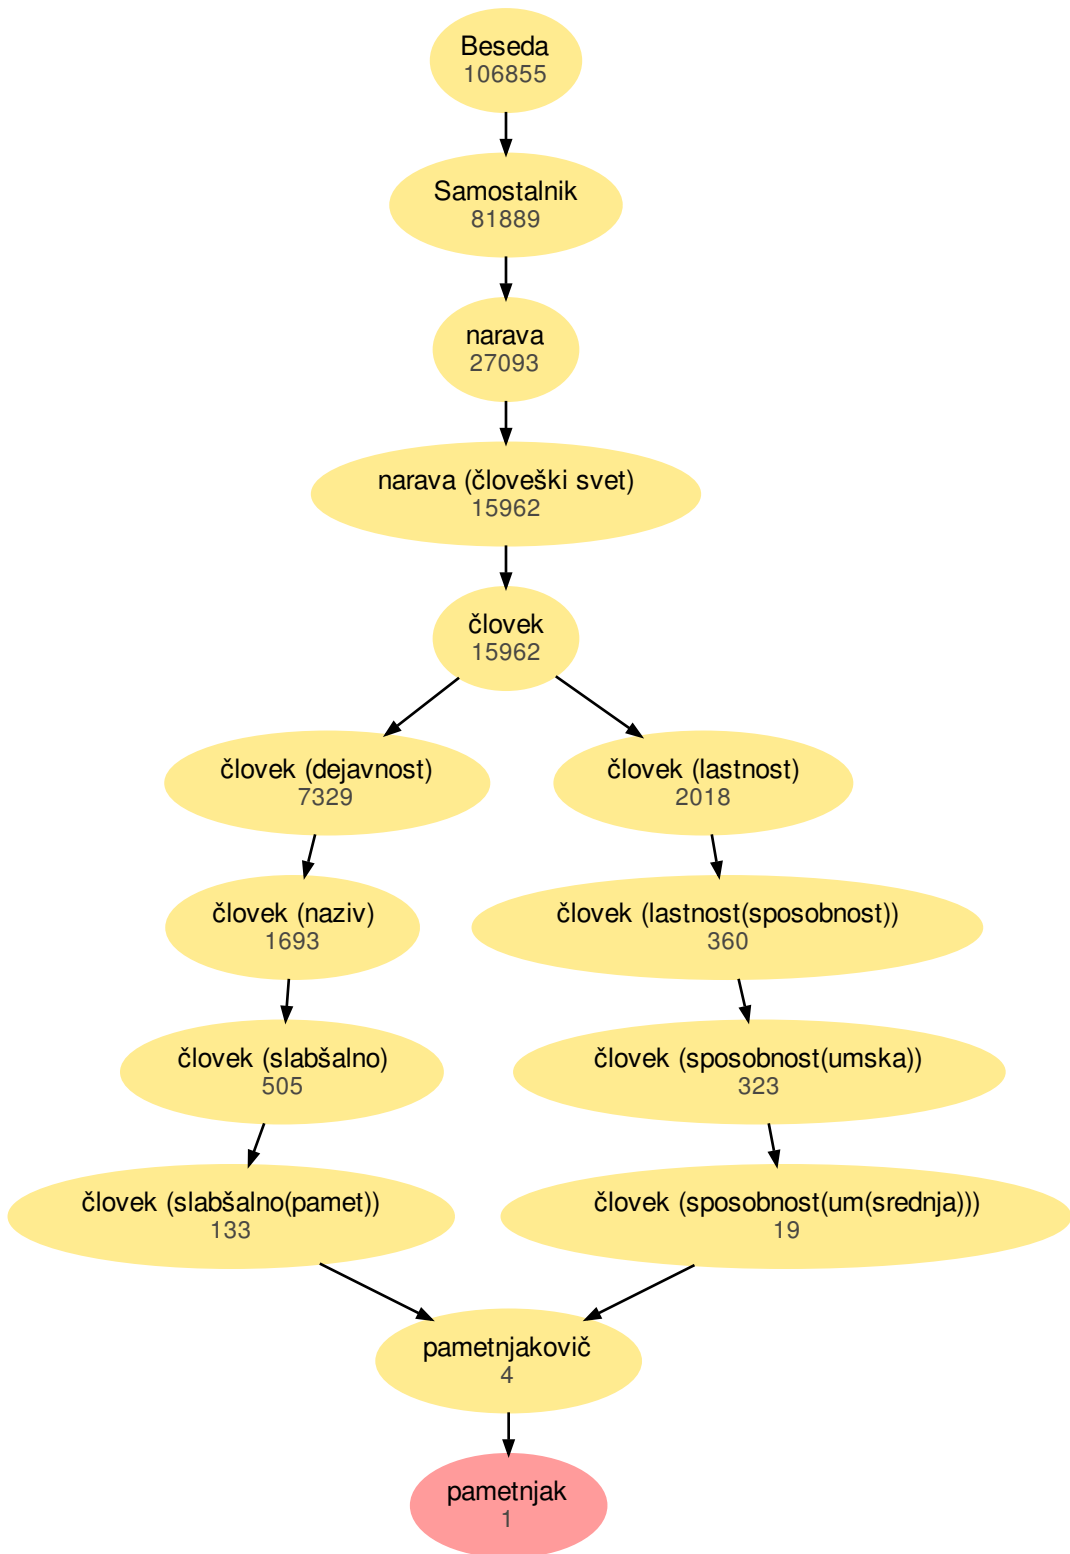 Beseda
106855
Samostalnik
81889
narava
27093
narava (človeški svet)
15962
človek
15962
človek (dejavnost)
7329
človek (lastnost)
2018
človek (naziv)
1693
človek (lastnost(sposobnost))
360
človek (slabšalno)
505
človek (sposobnost(umska))
323
človek (slabšalno(pamet))
133
človek (sposobnost(um(srednja)))
19
pametnjakovič
4
pametnjak
1